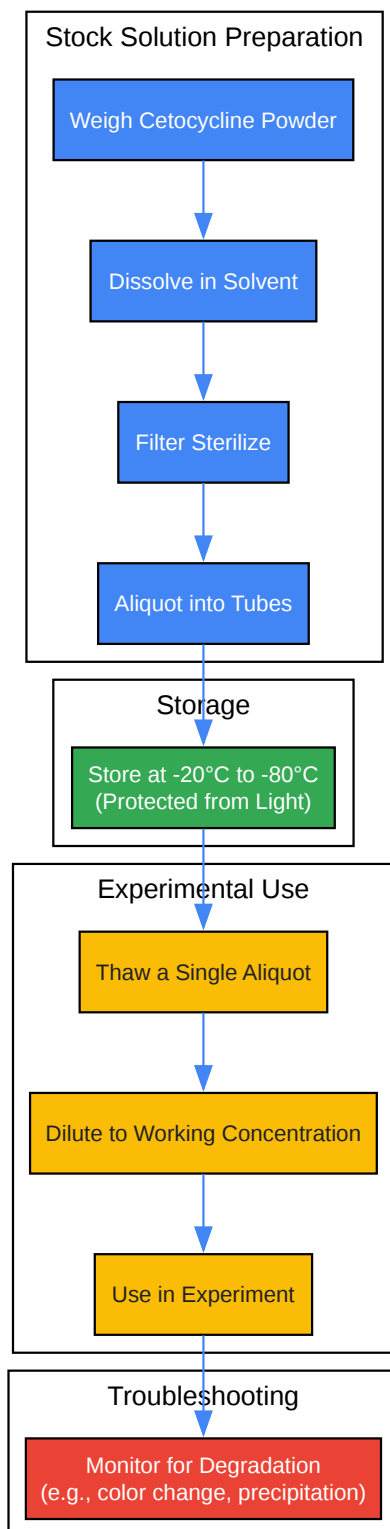 Stock Solution Preparation
Weigh Cetocycline Powder
Dissolve in Solvent
Filter Sterilize
Aliquot into Tubes
Storage
Store at -20°C to -80°C
(Protected from Light)
Experimental Use
Thaw a Single Aliquot
Dilute to Working Concentration
Use in Experiment
Troubleshooting
Monitor for Degradation
(e.g., color change, precipitation)